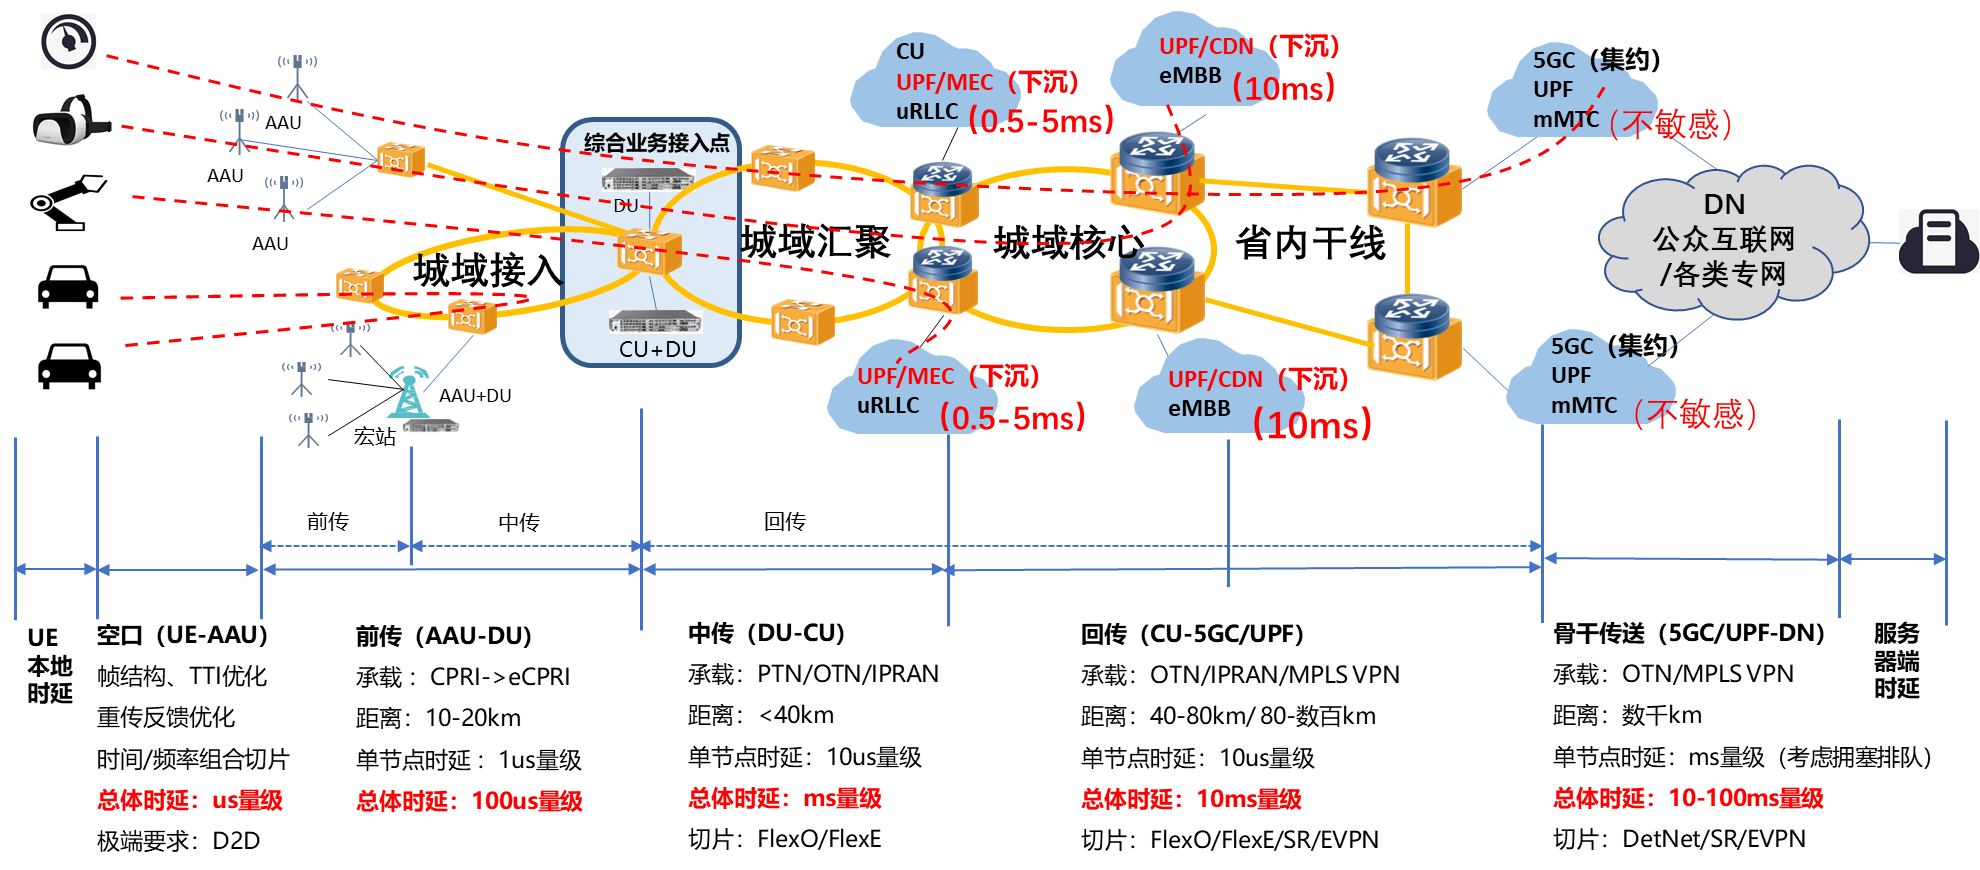 AAU
AAU
AAU
综合业务接入点
DU
CU+DU
城域接入
AAU+DU
宏站
CU
UPF/MEC（下沉）
uRLLC
(0.5-5ms)
UPF/CDN（下沉）
eMBB
(10ms)
5GC（集约）
UPF
mMTC
（不敏感）
城域汇聚
城域核心
省内干线
DN
公众互联网
/各类专网
UPF/MEC（下沉）
uRLLC
(0.5-5ms)
UPF/CDN（下沉）
eMBB
(10ms)
5GC（集约）
UPF
mMTC
（不敏感）
前传
中传
回传
UE
本地
时延
空口（UE-AAU）
帧结构、TTI优化
重传反馈优化
时间/频率组合切片
总体时延：us量级
极端要求：D2D
前传（AAU-DU）
承载 ：CPRI->eCPRI
距离：10-20km
单节点时延 ：1us量级
总体时延：100us量级
中传（DU-CU）
承载：PTN/OTN/IPRAN
距离：<40km
单节点时延：10us量级
总体时延：ms量级
切片：FlexO/FlexE
回传（CU-5GC/UPF）
承载：OTN/IPRAN/MPLS VPN
距离：40-80km/ 80-数百km
单节点时延：10us量级
总体时延：10ms量级
切片：FlexO/FlexE/SR/EVPN
骨干传送（5GC/UPF-DN）
承载：OTN/MPLS VPN
距离：数千km
单节点时延：ms量级（考虑拥塞排队）
总体时延：10-100ms量级
切片：DetNet/SR/EVPN
服务
器端
时延